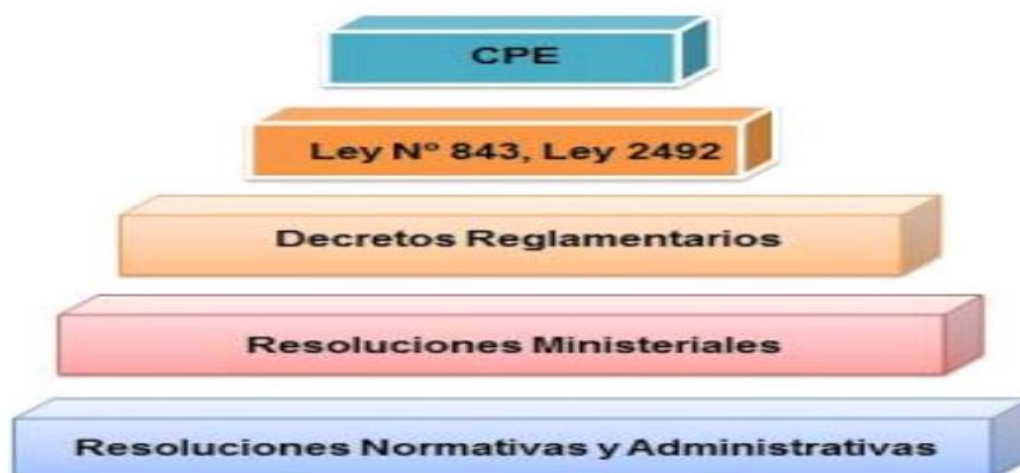 CPE
Ley Nº 843, Ley 2492
Decretos Reglamentarios
Resoluciones Ministeriales
Resoluciones Normativas y Administrativas